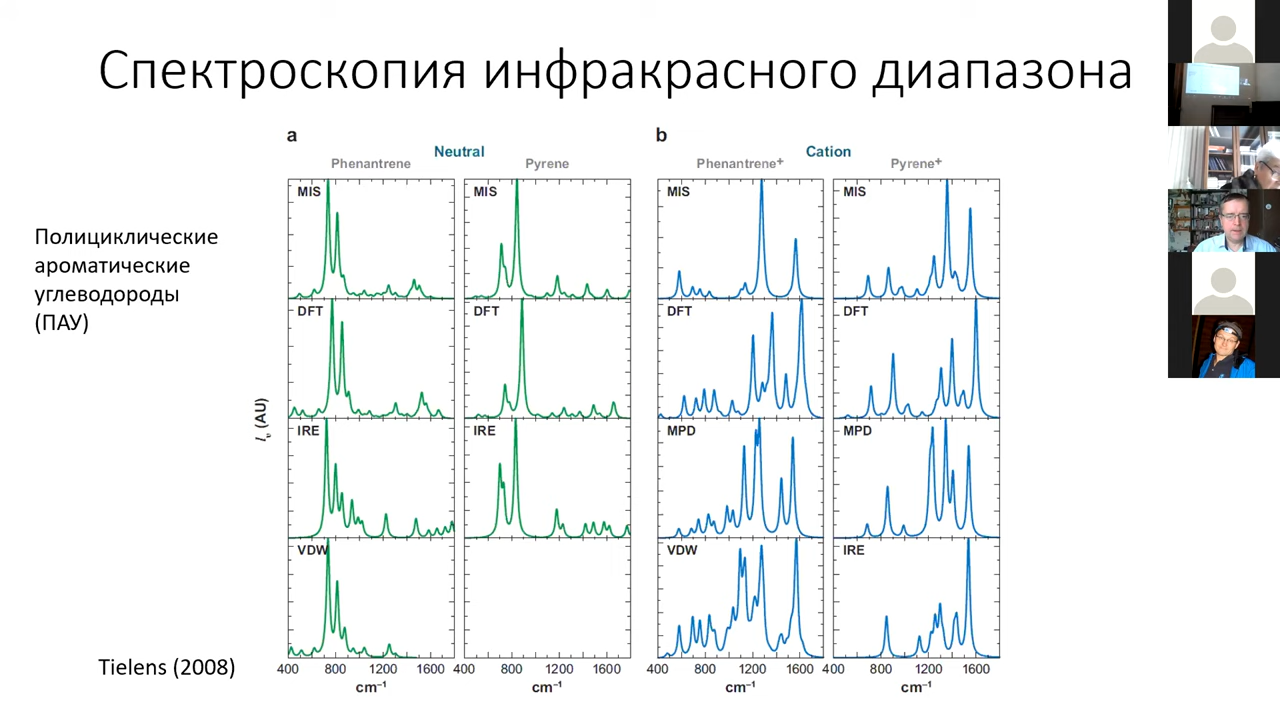 Спектроскопия инфракрасного диапазона
Полициклические
ароматические
углеводороды
(ПАУ)
a
Neutral
Phenantrene
Pyrene
b
Cation
Phenantrene⁺
Pyrene⁺
MIS
MIS
MIS
MIS
DFT
DFT
DFT
DFT
IRE
IRE
MPD
MPD
VDW
VDW
IRE
Iᵥ (AU)
400 800 1200 1600
400 800 1200 1600
400 800 1200 1600
400 800 1200 1600
cm⁻¹
cm⁻¹
cm⁻¹
cm⁻¹
Tielens (2008)